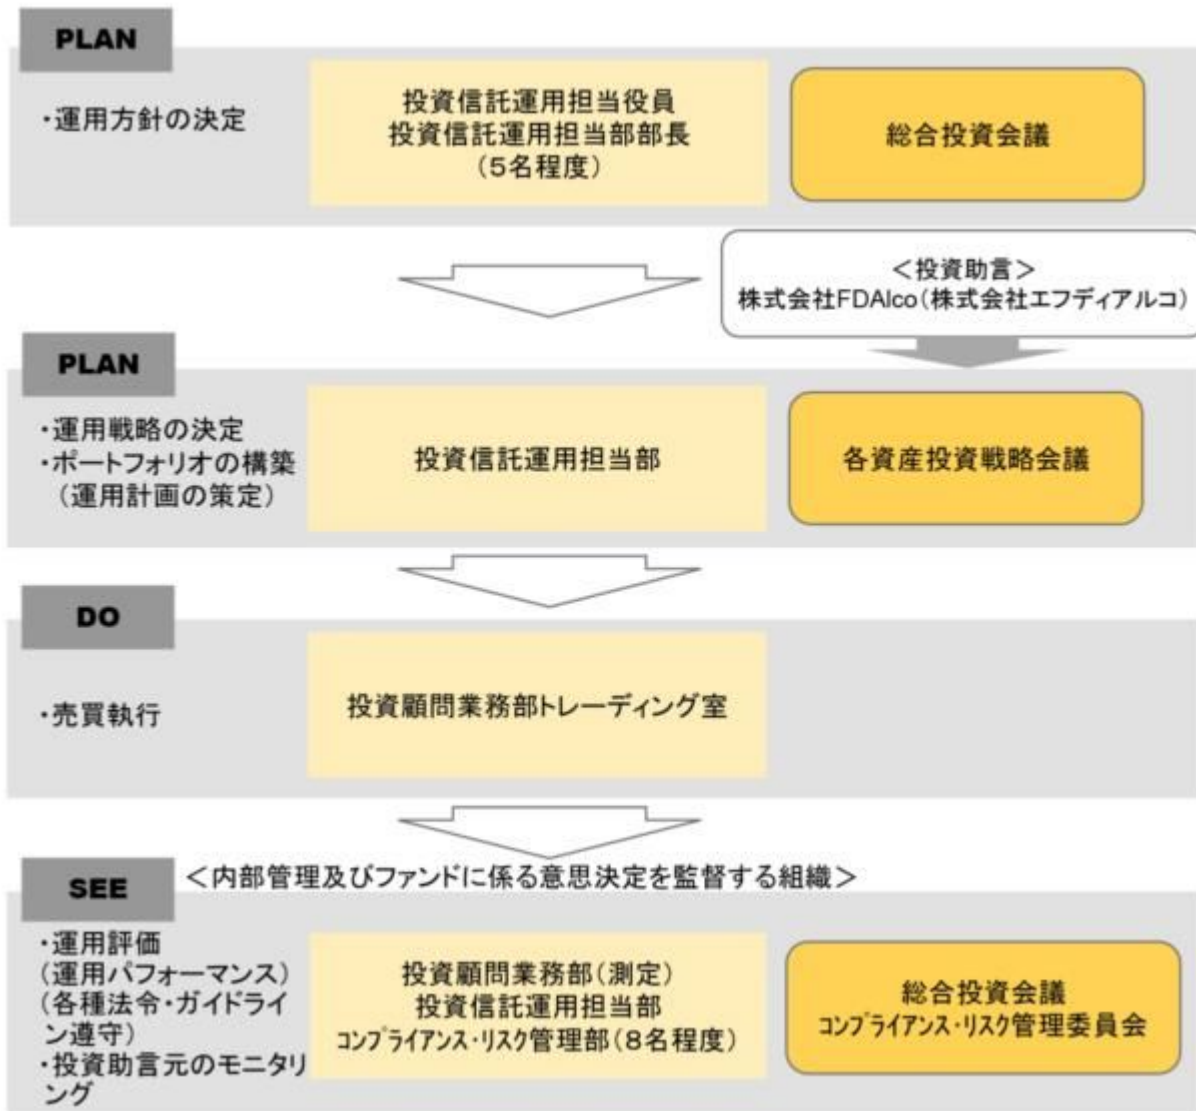 PLAN
・運用方針の決定
投資信託運用担当役員
投資信託運用担当部部長
(5名程度)
総合投資会議
<投資助言>
株式会社FDAlco(株式会社エフディアルコ)
PLAN
・運用戦略の決定
・ポートフォリオの構築
(運用計画の策定)
投資信託運用担当部
各資産投資戦略会議
DO
・売買執行
投資顧問業務部トレーディング室
SEE
<内部管理及びファンドに係る意思決定を監督する組織>
・運用評価
(運用パフォーマンス)
(各種法令・ガイドライ
ン遵守)
・投資助言元のモニタリ
ング
投資顧問業務部(測定)
投資信託運用担当部
コンプライアンス・リスク管理部(8名程度)
総合投資会議
コンプライアンス・リスク管理委員会